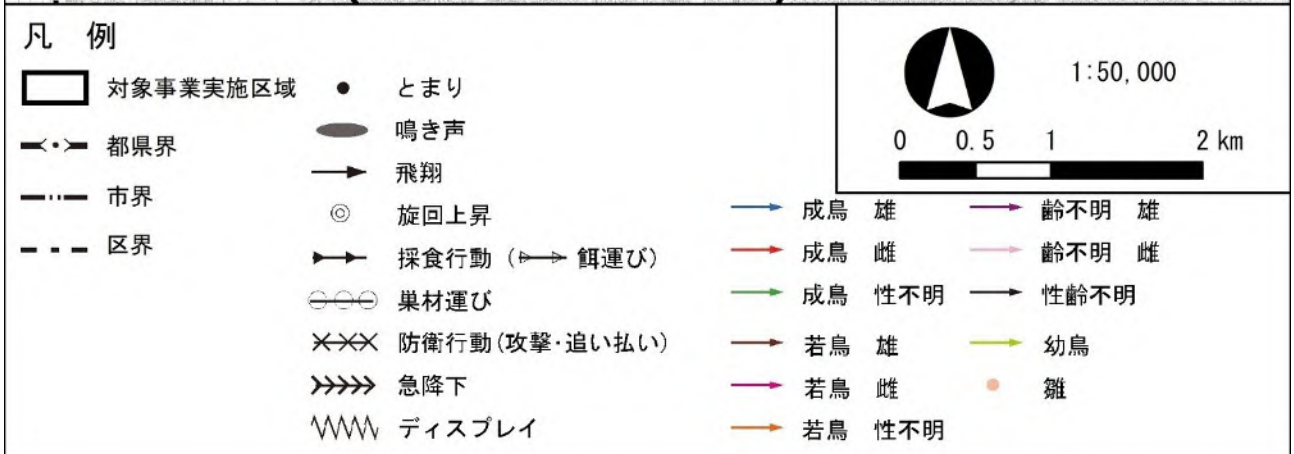 凡 例
対象事業実施区域
都県界
市界
区界
とまり
鳴き声
飛翔
旋回上昇
採食行動 ( 餌運び)
巣材運び
防衛行動(攻撃・追い払い)
急降下
ディスプレイ
1:50,000
0 0.5 1 2 km
成鳥 雄
成鳥 雌
成鳥 性不明
若鳥 雄
若鳥 雌
若鳥 性不明
齢不明 雄
齢不明 雌
性齢不明
幼鳥
雛